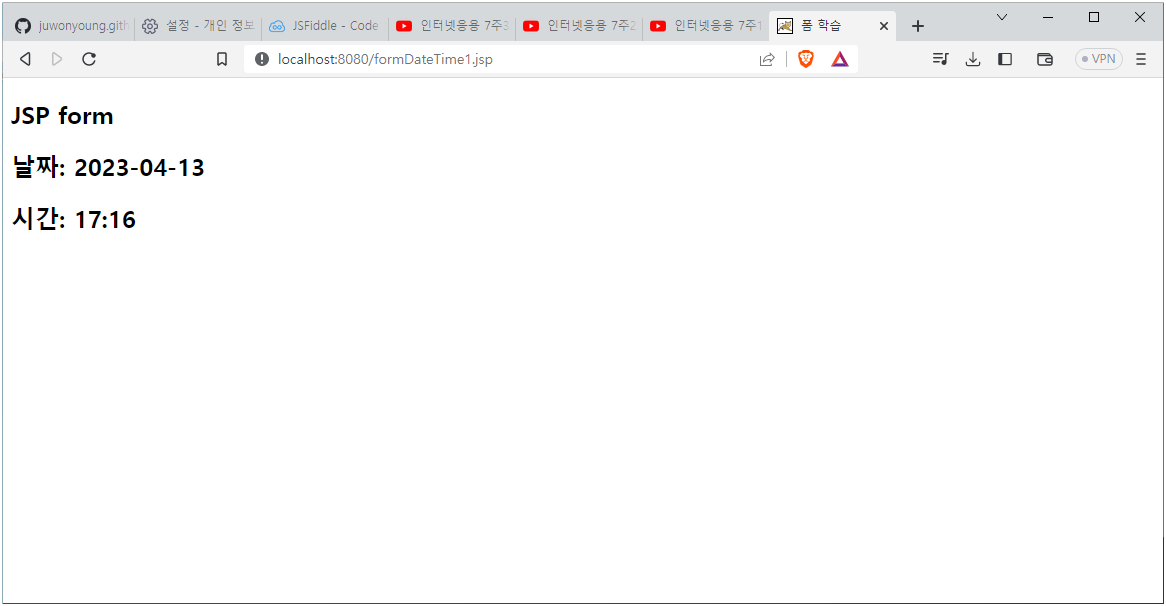 juwonyoung.gith
설정 - 개인 정보
JSFiddle - Code
인터넷응용 7주3
인터넷응용 7주2
인터넷응용 7주1
폼 학습
localhost:8080/formDateTime1.jsp
VPN
JSP form
날짜: 2023-04-13
시간: 17:16